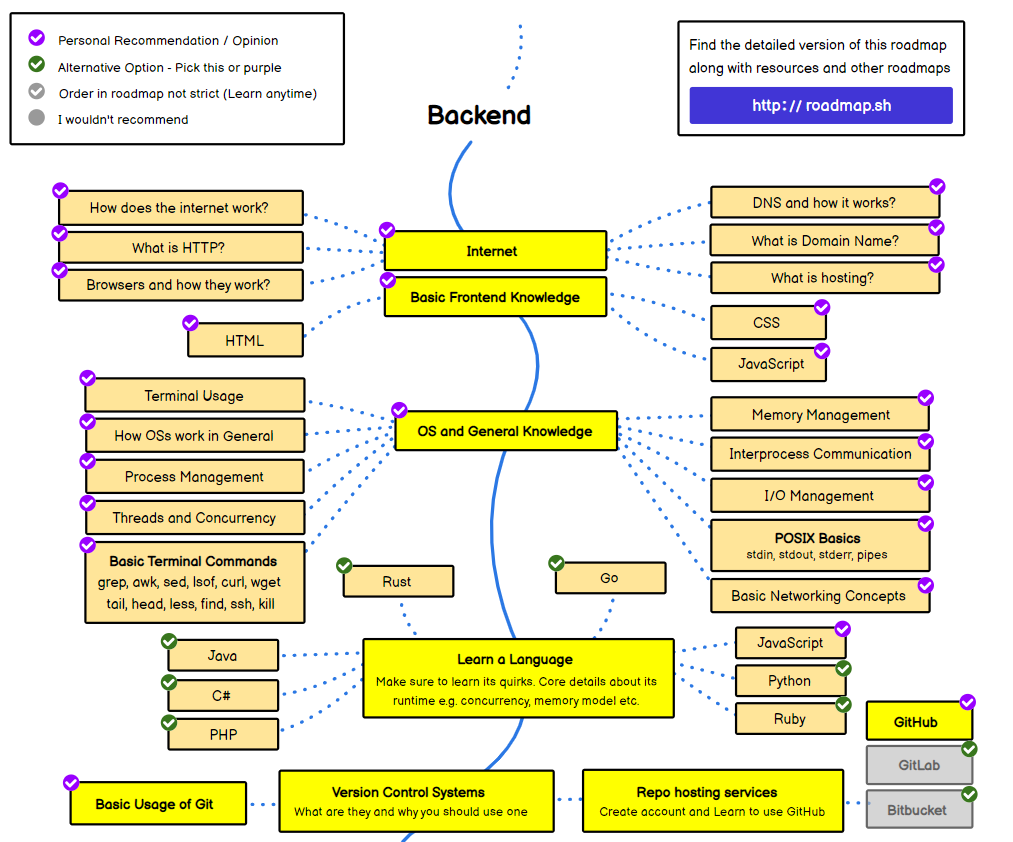 Personal Recommendation / Opinion
Alternative Option - Pick this or purple
Order in roadmap not strict (Learn anytime)
I wouldn't recommend
Find the detailed version of this roadmap
along with resources and other roadmaps
http:// roadmap.sh
Backend
How does the internet work?
What is HTTP?
Browsers and how they work?
Internet
DNS and how it works?
What is Domain Name?
What is hosting?
Basic Frontend Knowledge
HTML
CSS
JavaScript
Terminal Usage
How OSs work in General
Process Management
Threads and Concurrency
Basic Terminal Commands
grep, awk, sed, lsof, curl, wget
tail, head, less, find, ssh, kill
OS and General Knowledge
Memory Management
Interprocess Communication
I/O Management
POSIX Basics
stdin, stdout, stderr, pipes
Basic Networking Concepts
Rust
Go
Java
C#
PHP
Learn a Language
Make sure to learn its quirks. Core details about its
runtime e.g. concurrency, memory model etc.
JavaScript
Python
Ruby
GitHub
GitLab
Bitbucket
Basic Usage of Git
Version Control Systems
What are they and why you should use one
Repo hosting services
Create account and Learn to use GitHub